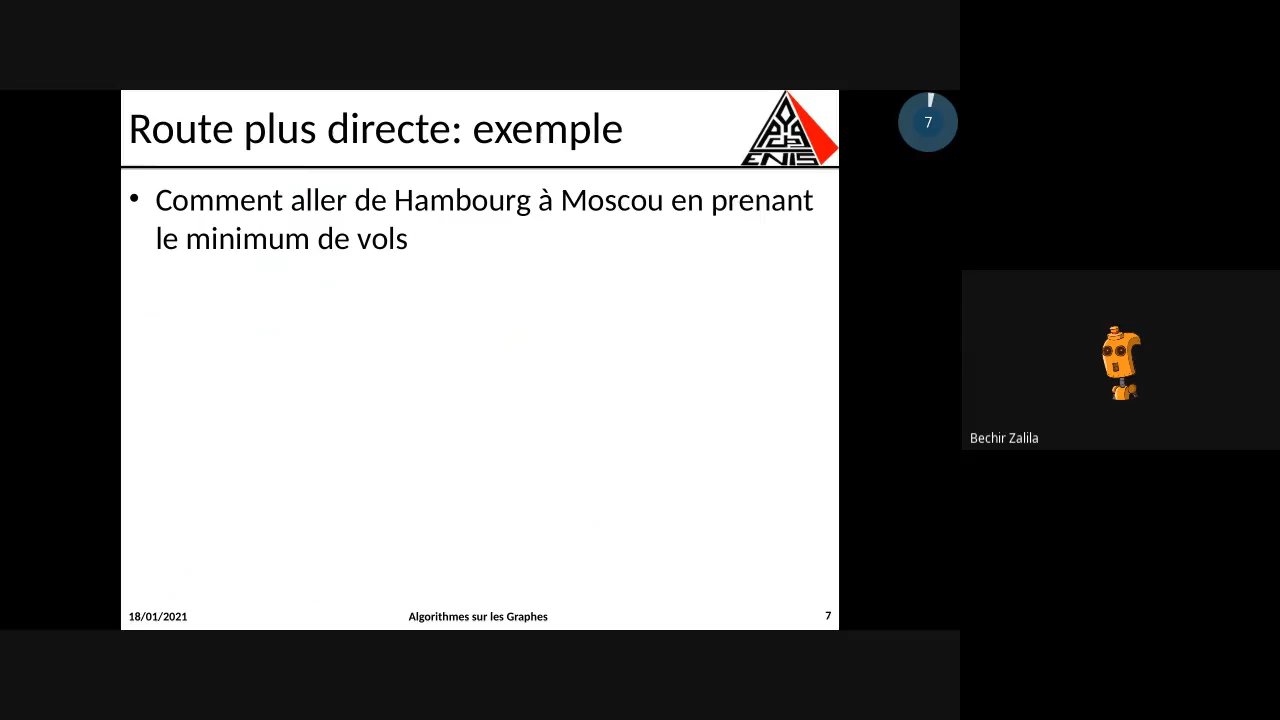 Route plus directe: exemple
ENIS
7
• Comment aller de Hambourg à Moscou en prenant
le minimum de vols
Bechir Zalila
18/01/2021
Algorithmes sur les Graphes
7